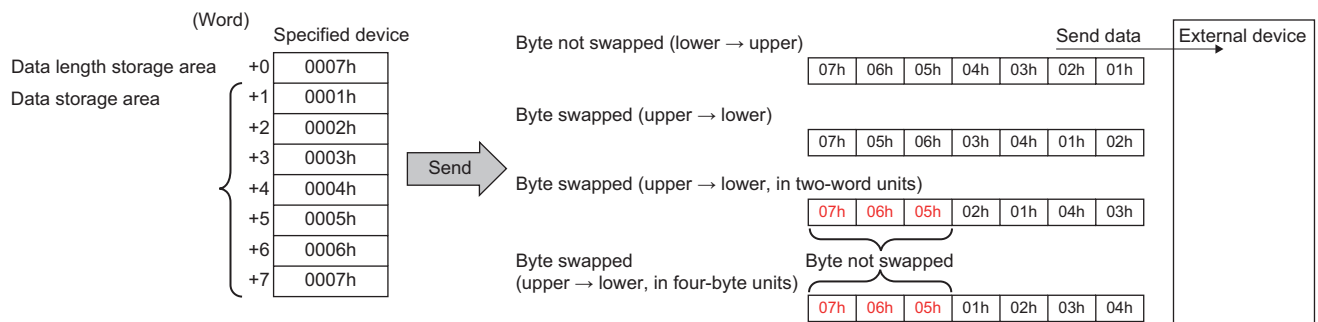 (Word)
Specified device
Data length storage area +0 0007h
Data storage area +1 0001h
+2 0002h
+3 0003h
+4 0004h
+5 0005h
+6 0006h
+7 0007h
Send
Send data
External device
Byte not swapped (lower → upper)
07h 06h 05h 04h 03h 02h 01h
Byte swapped (upper → lower)
07h 05h 06h 03h 04h 01h 02h
Byte swapped (upper → lower, in two-word units)
07h 06h 05h 02h 01h 04h 03h
Byte not swapped
Byte swapped
(upper → lower, in four-byte units)
07h 06h 05h 01h 02h 03h 04h